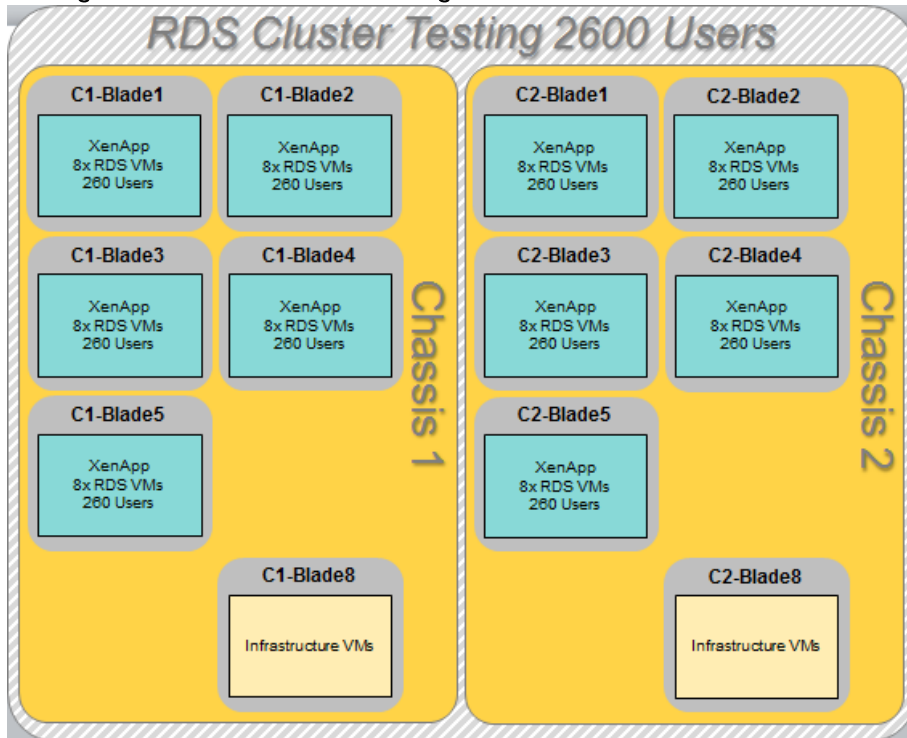 RDS Cluster Testing 2600 Users
C1-Blade1
XenApp
8x RDS VMs
260 Users
C1-Blade2
XenApp
8x RDS VMs
260 Users
C1-Blade3
XenApp
8x RDS VMs
260 Users
C1-Blade4
XenApp
8x RDS VMs
260 Users
C1-Blade5
XenApp
8x RDS VMs
260 Users
C1-Blade8
Infrastructure VMs
Chassis 1
C2-Blade1
XenApp
8x RDS VMs
260 Users
C2-Blade2
XenApp
8x RDS VMs
260 Users
C2-Blade3
XenApp
8x RDS VMs
260 Users
C2-Blade4
XenApp
8x RDS VMs
260 Users
C2-Blade5
XenApp
8x RDS VMs
260 Users
C2-Blade8
Infrastructure VMs
Chassis 2